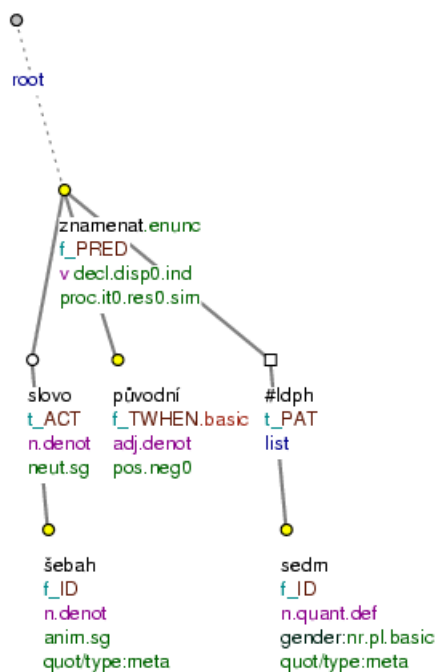 root
znamenat.enunc
f_PRED
v decl.disp0.ind
proc.it0.res0.sim
slovo
t_ACT
n.denot
neut.sg
původní
f_TWHEN.basic
adj.denot
pos.neg0
#Idph
t_PAT
list
šebah
f_ID
n.denot
anim.sg
quot/type:meta
sedm
f_ID
n.quant.def
gender:nr.pl.basic
quot/type:meta